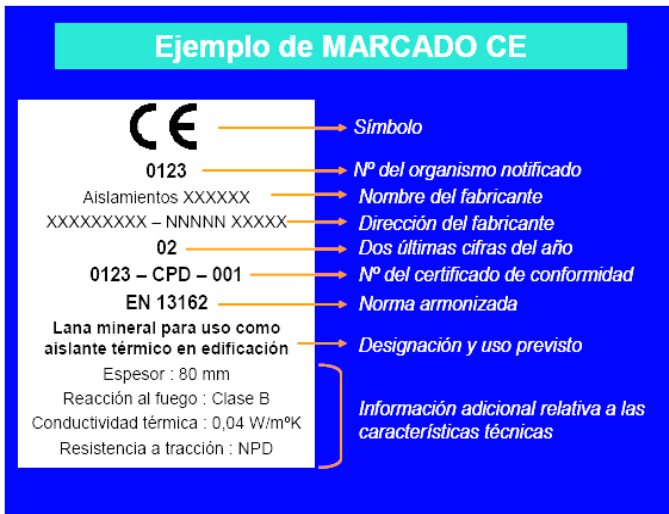 Ejemplo de MARCADO CE
CE
Símbolo
0123
Nº del organismo notificado
Aislamientos XXXXXX
Nombre del fabricante
XXXXXXXXX – NNNNN XXXXX
Dirección del fabricante
02
Dos últimas cifras del año
0123 – CPD – 001
Nº del certificado de conformidad
EN 13162
Norma armonizada
Lana mineral para uso como
aislante térmico en edificación
Designación y uso previsto
Espesor : 80 mm
Reacción al fuego : Clase B
Conductividad térmica : 0,04 W/mºK
Resistencia a tracción : NPD
Información adicional relativa a las
características técnicas